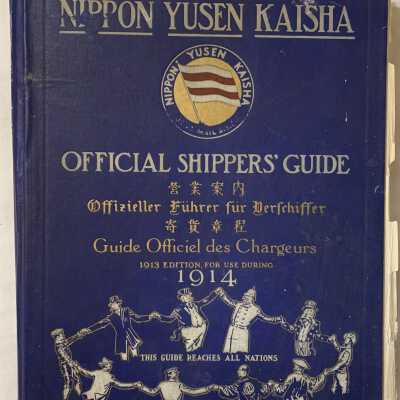 NIPPON YUSEN KAISHA
NIPPON YUSEN KAISHA
OFFICIAL SHIPPERS' GUIDE
營業案內
Offizieller Führer für Verschiffer
寄貨章程
Guide Officiel des Chargeurs
1913 EDITION, FOR USE DURING
1914
THIS GUIDE REACHES ALL NATIONS